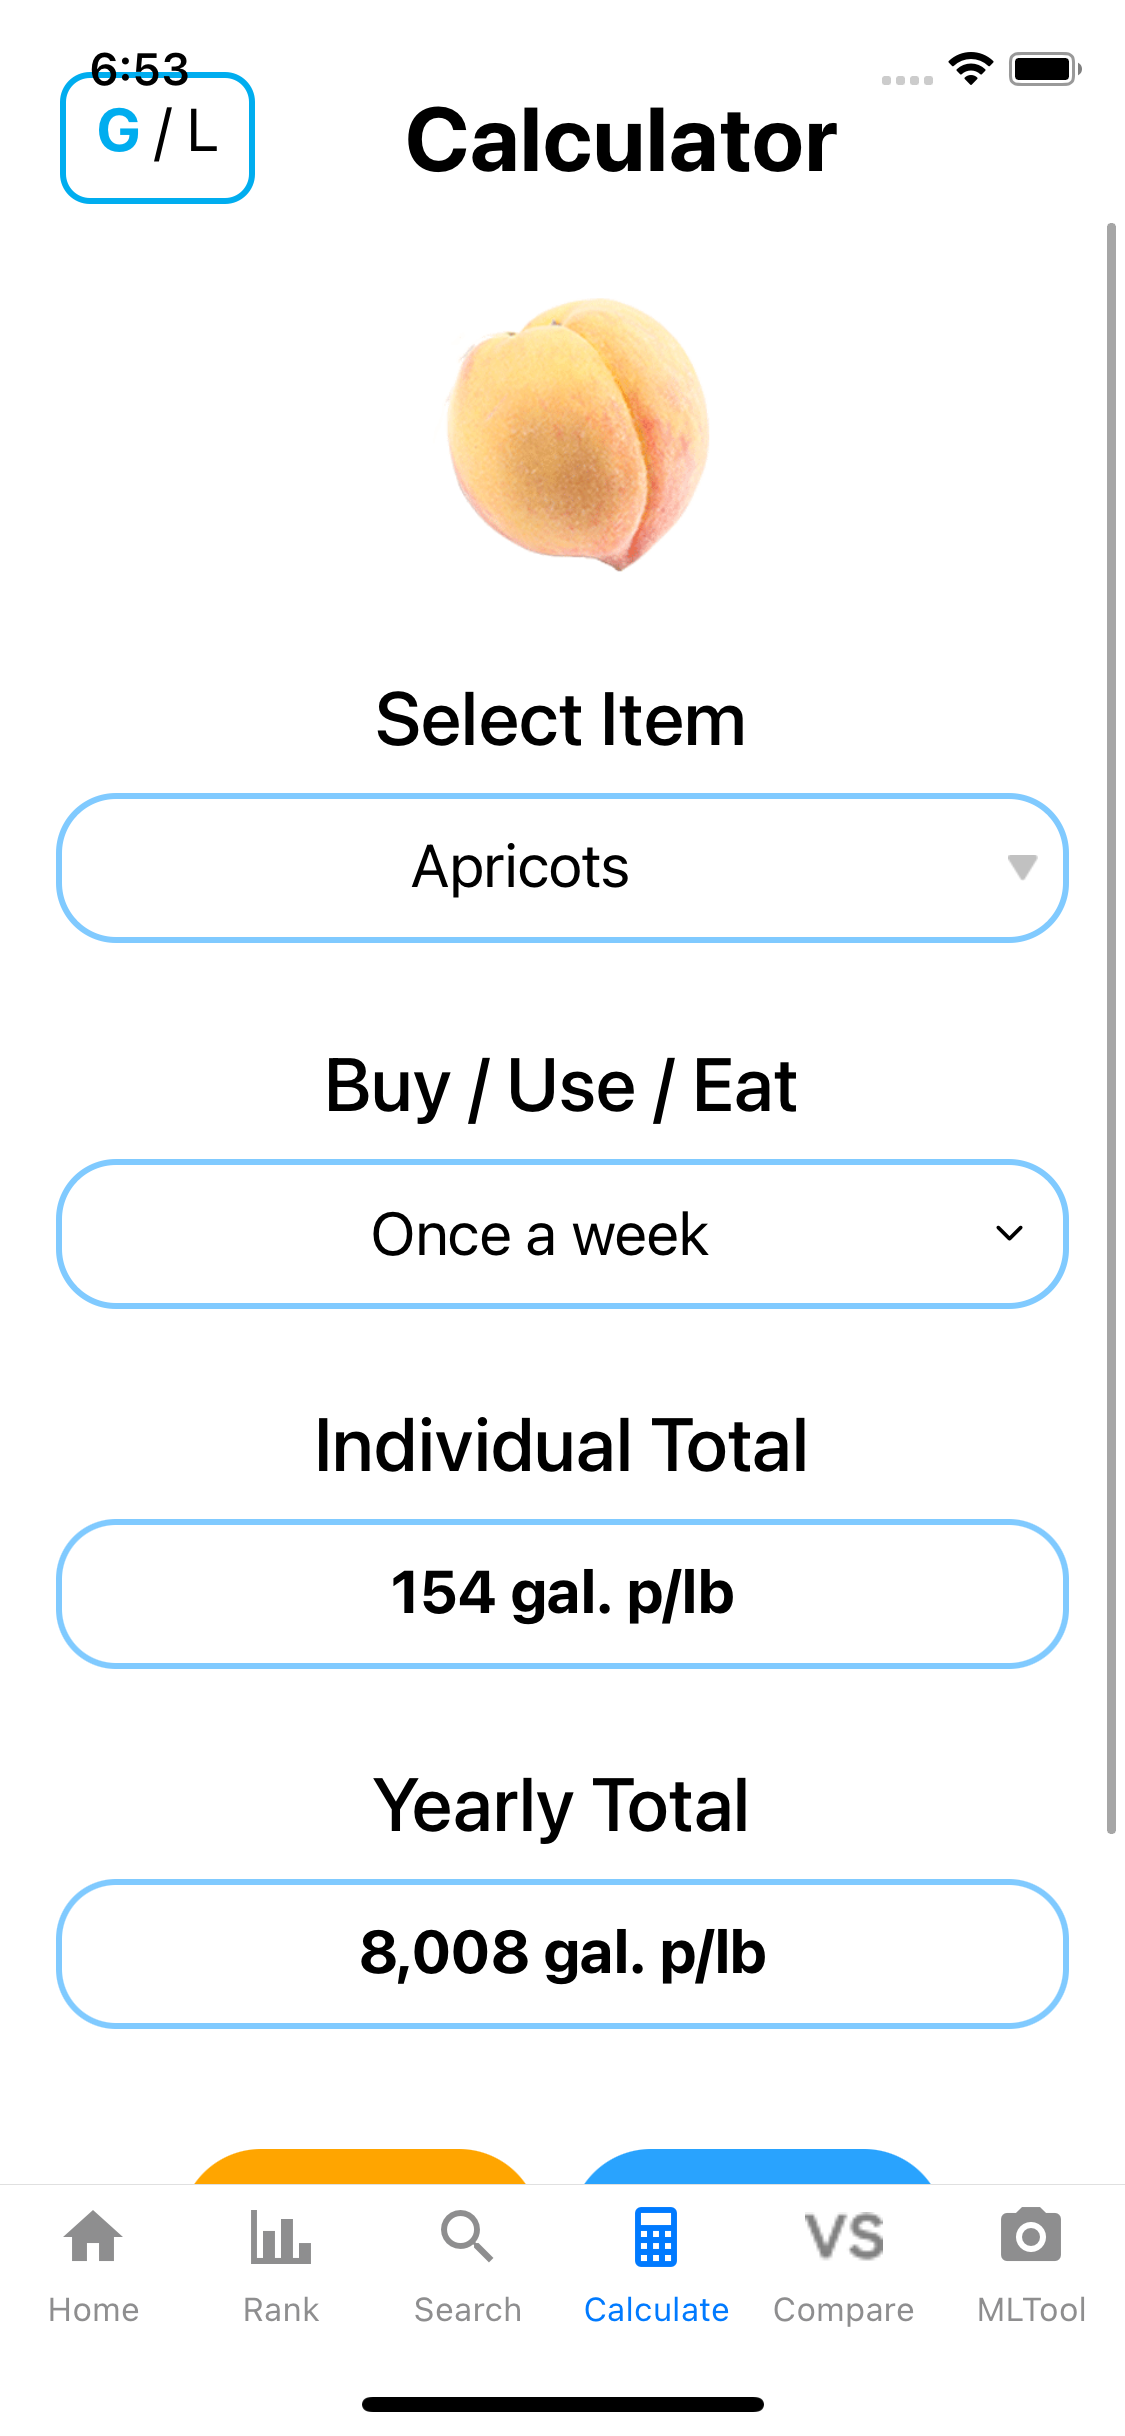 6:53
G / L
Calculator
Select Item
Apricots
Buy / Use / Eat
Once a week
Individual Total
154 gal. p/lb
Yearly Total
8,008 gal. p/lb
VS
Home Rank Search Calculate Compare MLTool